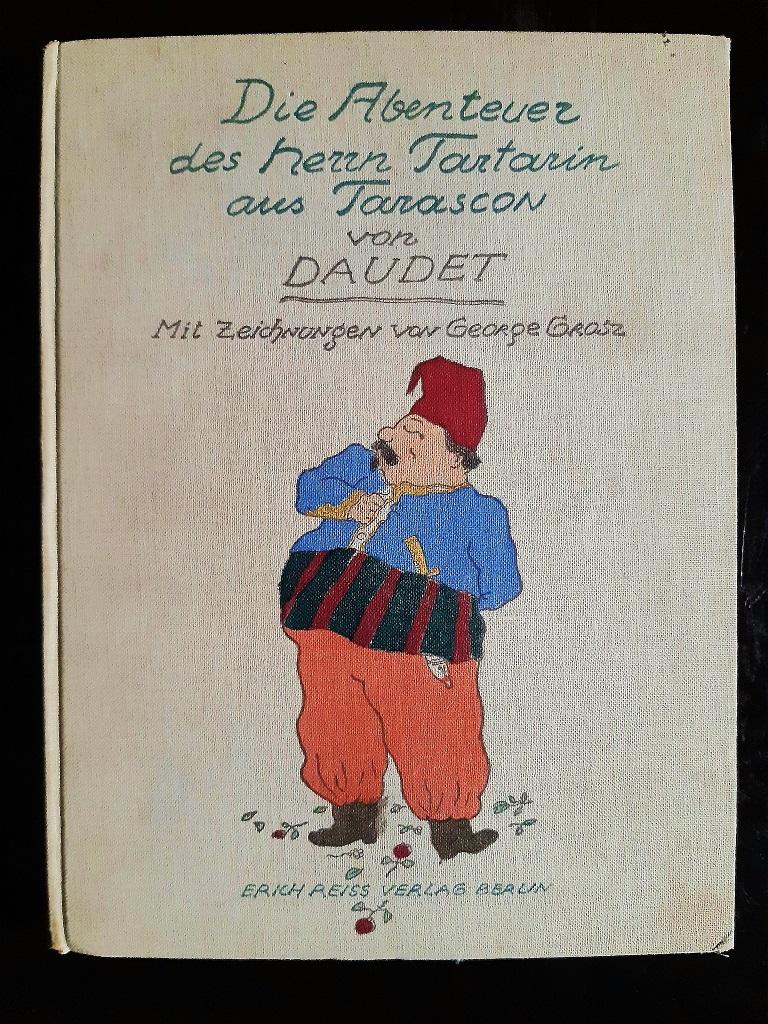 Die Abenteuer
des Herrn Tartarin
aus Tarascon
von
DAUDET
Mit Zeichnungen von George Grosz
ERICH REISS VERLAG BERLIN